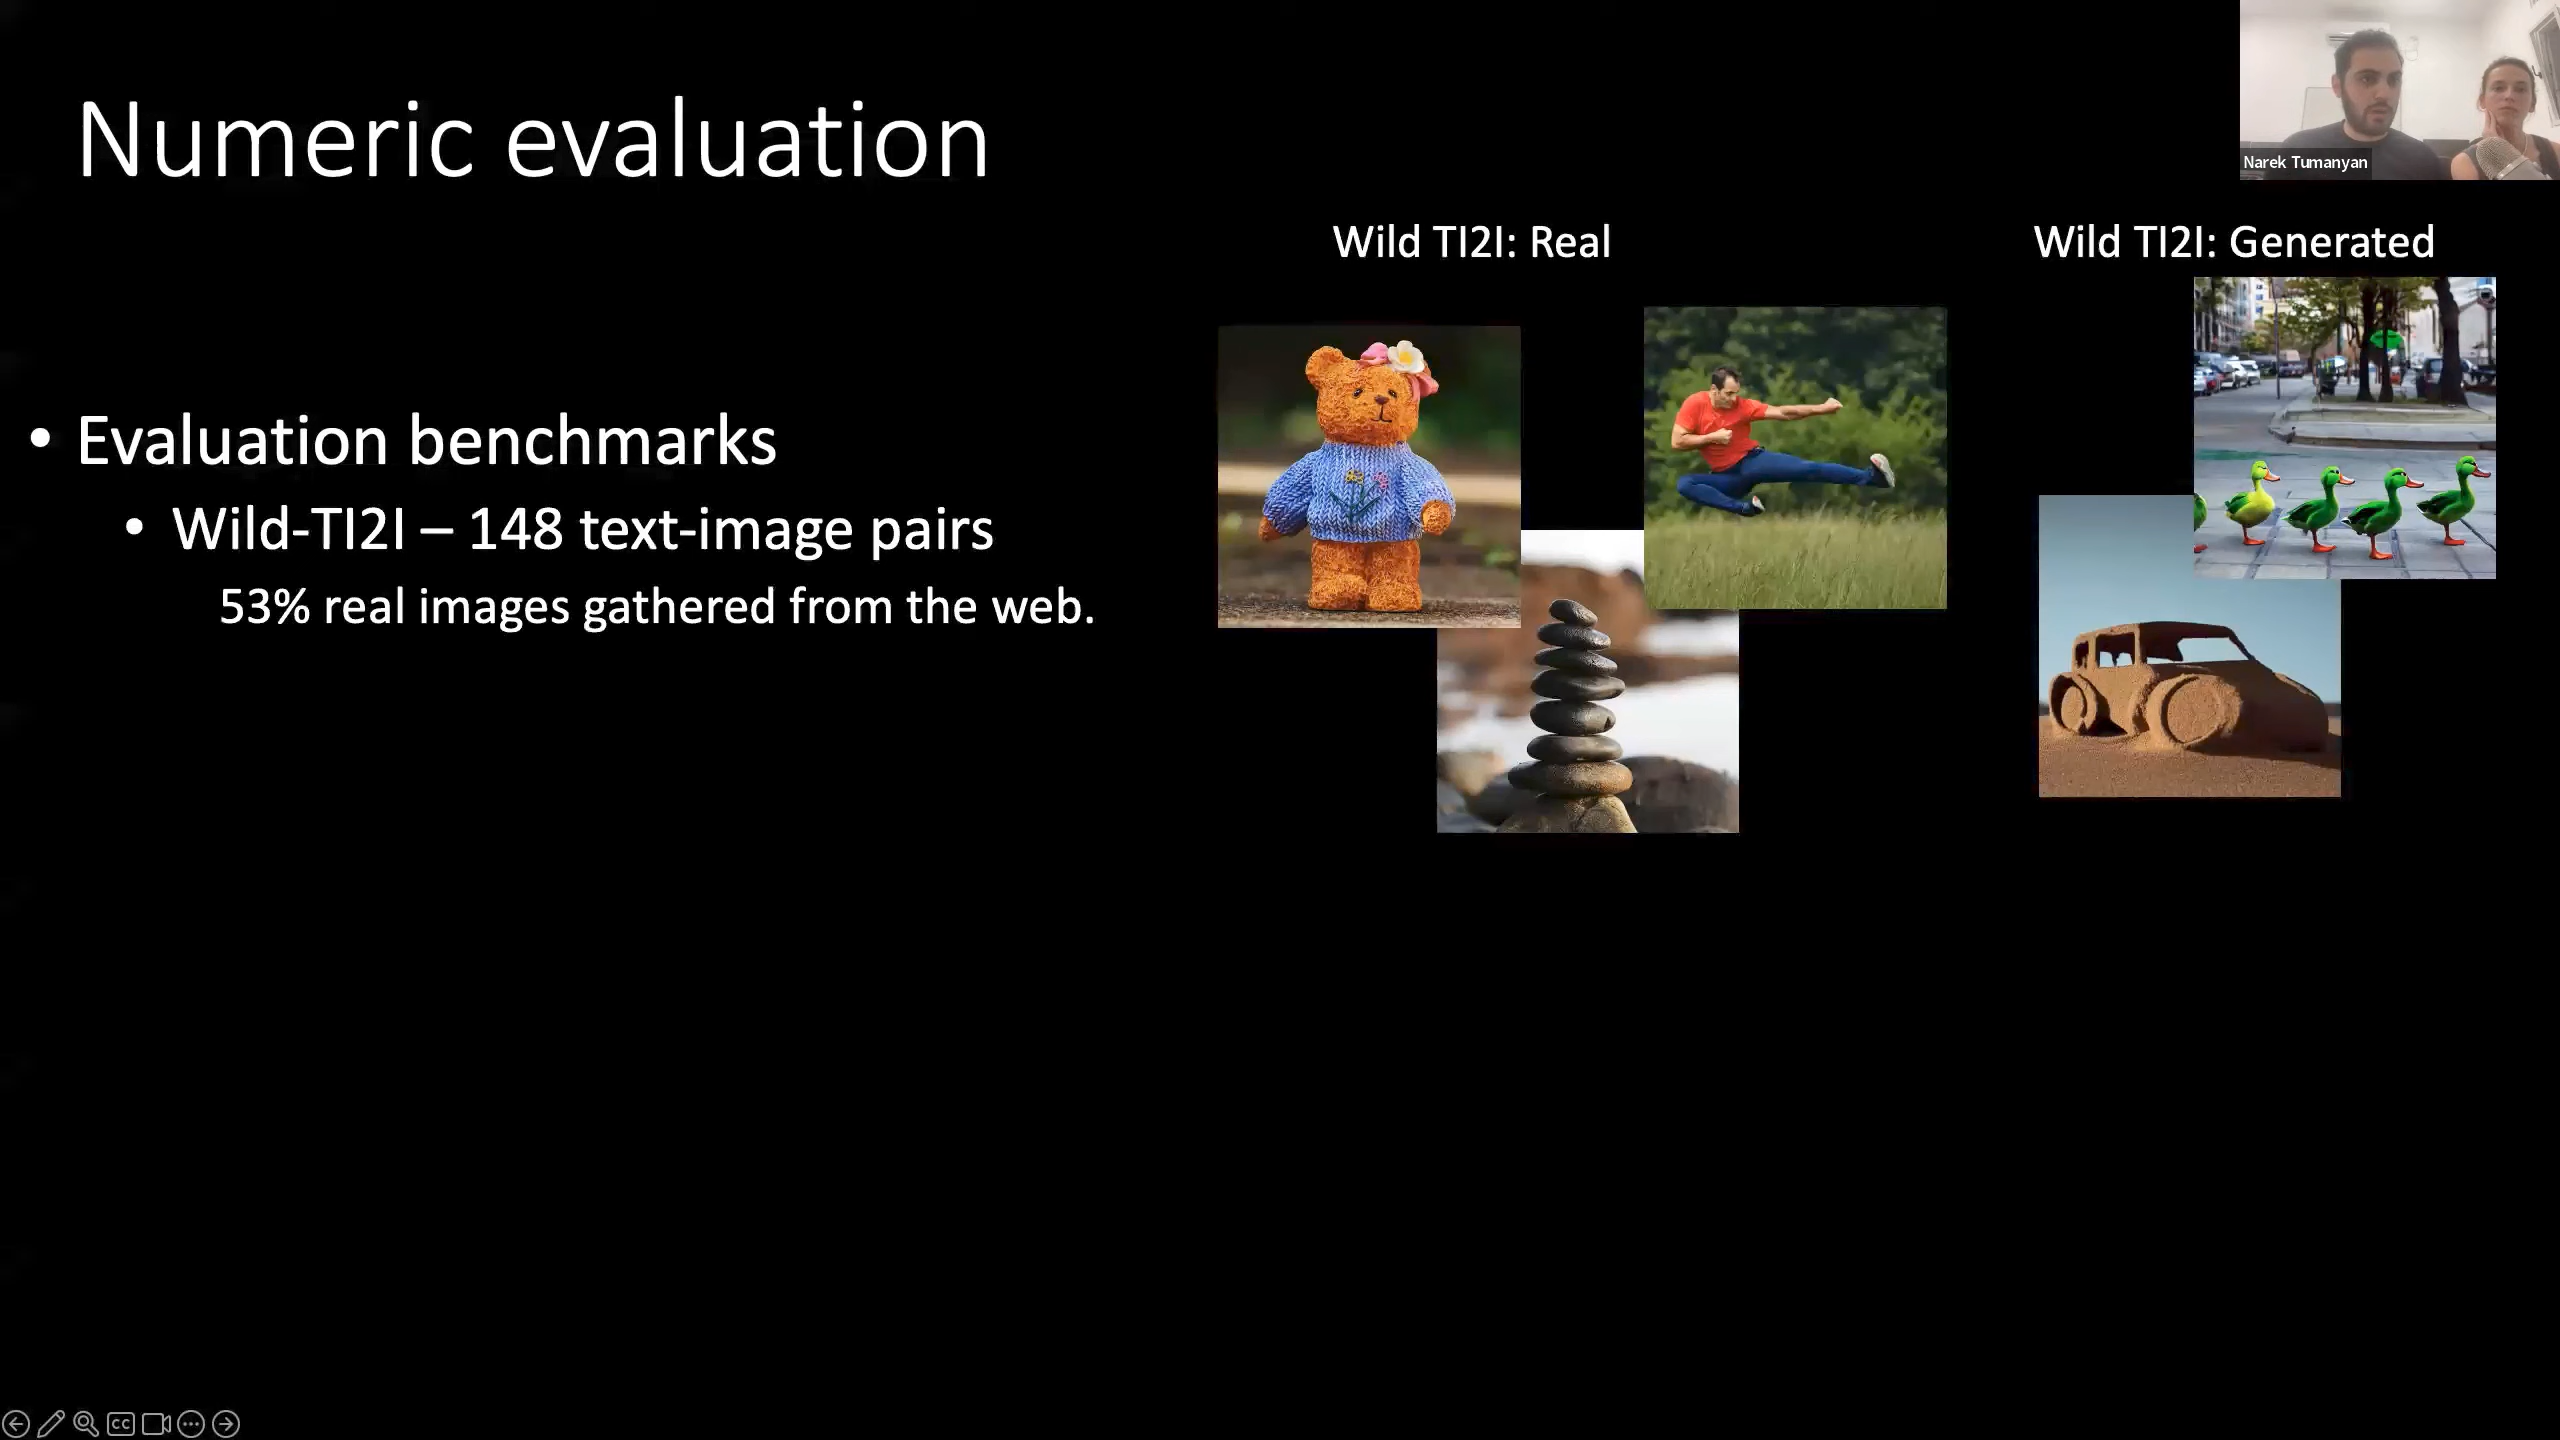 Numeric evaluation
Narek Tumanyan
Wild TI2I: Real
Wild TI2I: Generated
• Evaluation benchmarks
• Wild-TI2I – 148 text-image pairs
53% real images gathered from the web.
CC